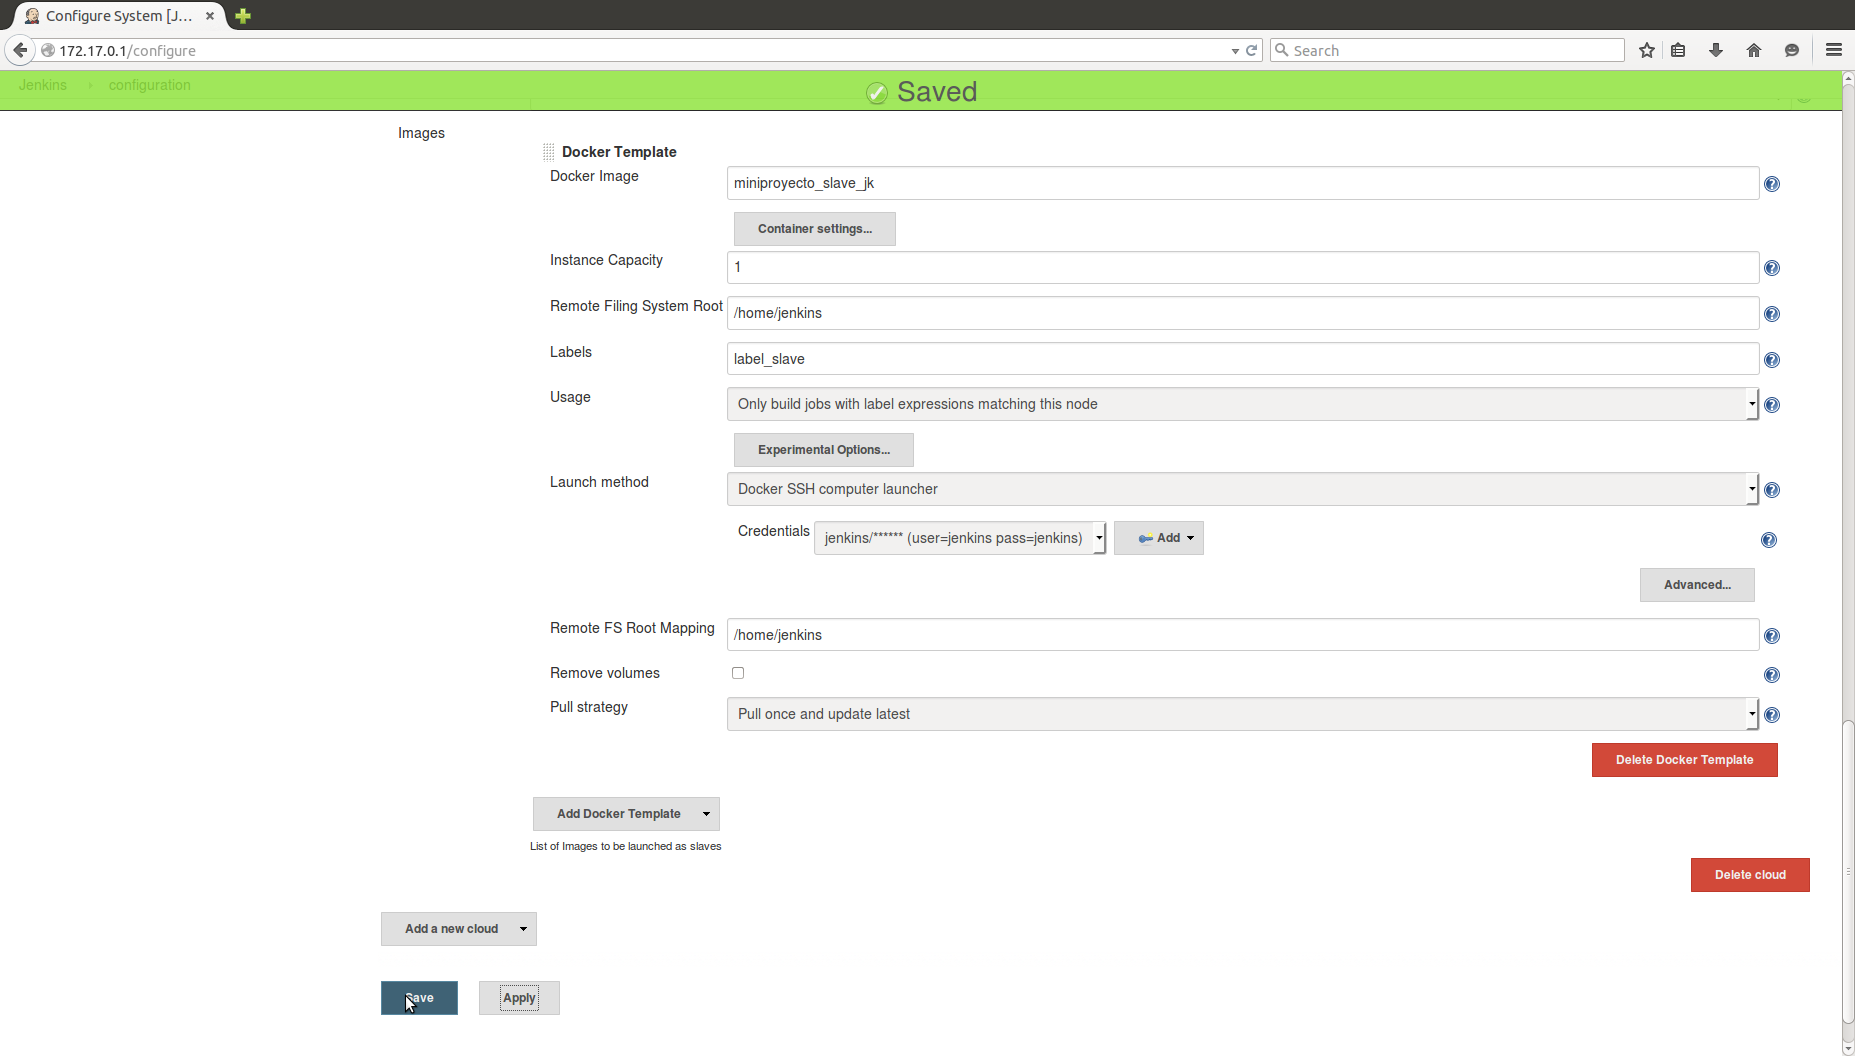 Configure System [J...
172.17.0.1/configure
Search
Jenkins
configuration
Saved
Images
Docker Template
Docker Image
miniproyecto_slave_jk
Container settings...
Instance Capacity
1
Remote Filing System Root
/home/jenkins
Labels
label_slave
Usage
Only build jobs with label expressions matching this node
Experimental Options...
Launch method
Docker SSH computer launcher
Credentials
jenkins/****** (user=jenkins pass=jenkins)
Add
Advanced...
Remote FS Root Mapping
/home/jenkins
Remove volumes
Pull strategy
Pull once and update latest
Delete Docker Template
Add Docker Template
List of Images to be launched as slaves
Delete cloud
Add a new cloud
Save
Apply